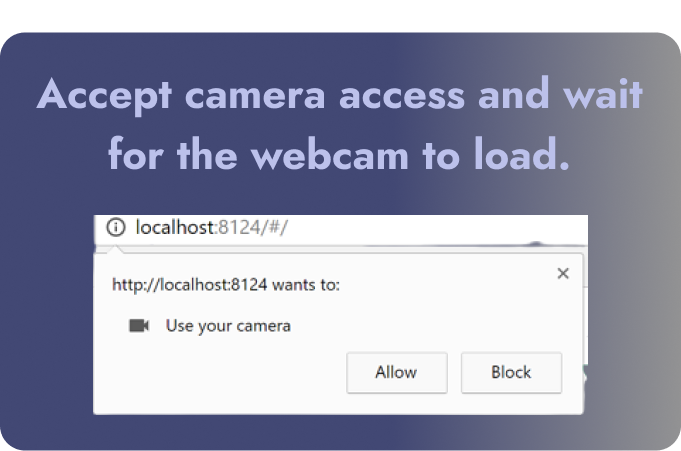 Accept camera access and wait
for the webcam to load.
localhost:8124/#/
http://localhost:8124 wants to:
Use your camera
Allow Block